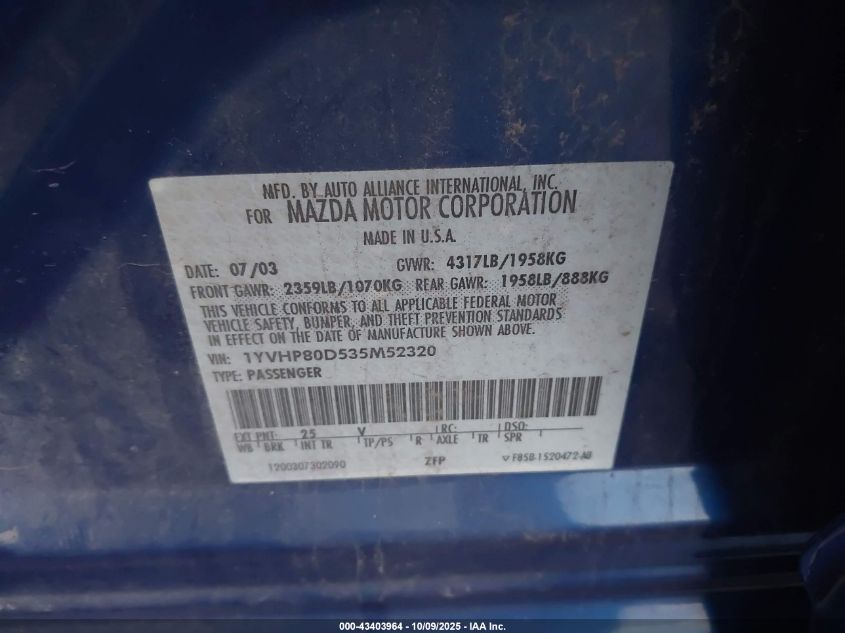 MFD. BY AUTO ALLIANCE INTERNATIONAL, INC.
FOR MAZDA MOTOR CORPORATION
MADE IN U.S.A.
DATE: 07/03 GVWR: 4317LB/1958KG
FRONT GAWR: 2359LB/1070KG REAR GAWR: 1958LB/888KG
THIS VEHICLE CONFORMS TO ALL APPLICABLE FEDERAL MOTOR
VEHICLE SAFETY, BUMPER, AND THEFT PREVENTION STANDARDS
IN EFFECT ON THE DATE OF MANUFACTURE SHOWN ABOVE.
VIN: 1YVHP80D535M52320
TYPE: PASSENGER
EXT PNT: 25 V RC: DSO:
WB BRK INT TR TP/PS R AXLE TR SPR
1200307302090 ZFP F85B-1520472-AB
000-43403964 - 10/09/2025 - IAA Inc.